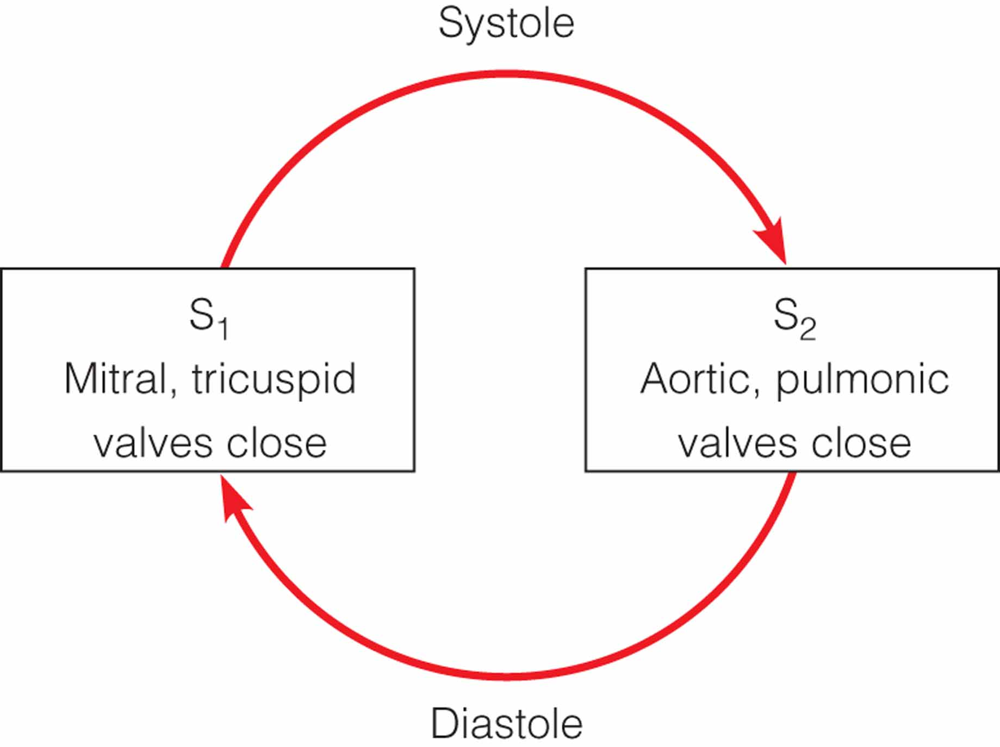 Systole
S₁
Mitral, tricuspid
valves close
S₂
Aortic, pulmonic
valves close
Diastole